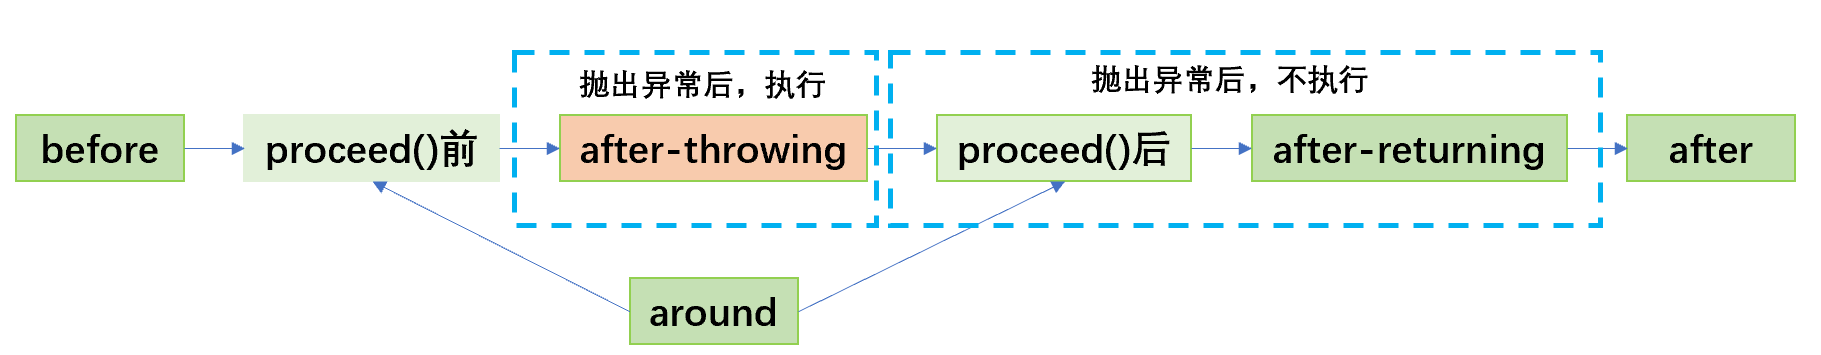 抛出异常后，执行
抛出异常后，不执行
before
proceed()前
after-throwing
proceed()后
after-returning
after
around